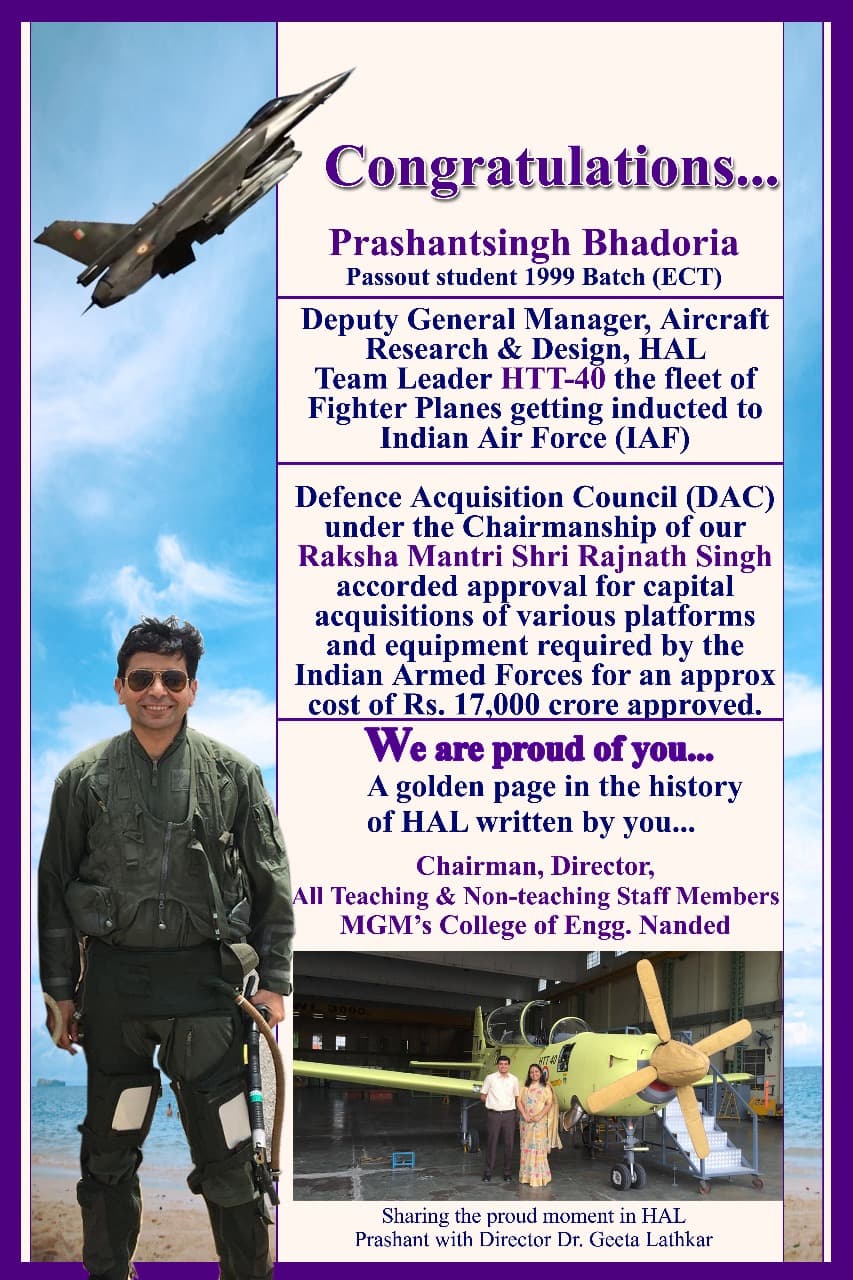 Congratulations...
Prashantsingh Bhadoria
Passout student 1999 Batch (ECT)
Deputy General Manager, Aircraft
Research & Design, HAL
Team Leader HTT-40 the fleet of
Fighter Planes getting inducted to
Indian Air Force (IAF)
Defence Acquisition Council (DAC)
under the Chairmanship of our
Raksha Mantri Shri Rajnath Singh
accorded approval for capital
acquisitions of various platforms
and equipment required by the
Indian Armed Forces for an approx
cost of Rs. 17,000 crore approved.
We are proud of you...
A golden page in the history
of HAL written by you...
Chairman, Director,
All Teaching & Non-teaching Staff Members
MGM’s College of Engg. Nanded
HTT 40
Sharing the proud moment in HAL
Prashant with Director Dr. Geeta Lathkar